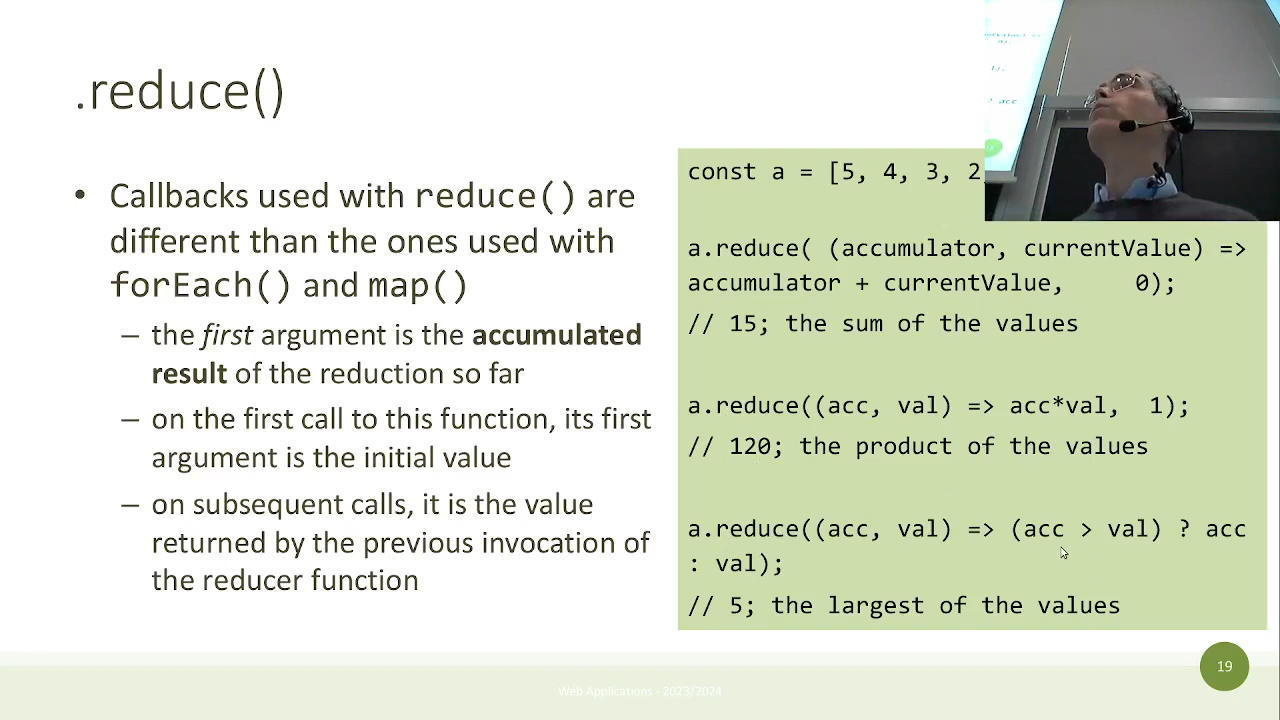 .reduce()
• Callbacks used with reduce() are
different than the ones used with
forEach() and map()
– the first argument is the accumulated
result of the reduction so far
– on the first call to this function, its first
argument is the initial value
– on subsequent calls, it is the value
returned by the previous invocation of
the reducer function
const a = [5, 4, 3, 2
a.reduce( (accumulator, currentValue) =>
accumulator + currentValue, 0);
// 15; the sum of the values
a.reduce((acc, val) => acc*val, 1);
// 120; the product of the values
a.reduce((acc, val) => (acc > val) ? acc
: val);
// 5; the largest of the values
Web Applications - 2023/2024
19